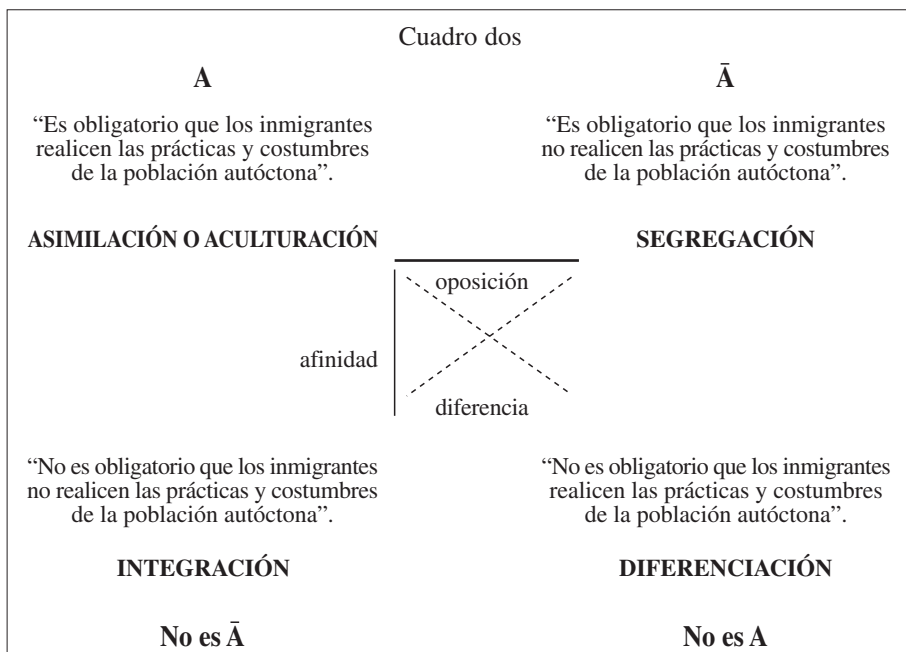 Cuadro dos
A
“Es obligatorio que los inmigrantes
realicen las prácticas y costumbres
de la población autóctona”.
ASIMILACIÓN O ACULTURACIÓN
Ā
“Es obligatorio que los inmigrantes
no realicen las prácticas y costumbres
de la población autóctona”.
SEGREGACIÓN
oposición
afinidad
diferencia
“No es obligatorio que los inmigrantes
no realicen las prácticas y costumbres
de la población autóctona”.
INTEGRACIÓN
No es Ā
“No es obligatorio que los inmigrantes
realicen las prácticas y costumbres
de la población autóctona”.
DIFERENCIACIÓN
No es A